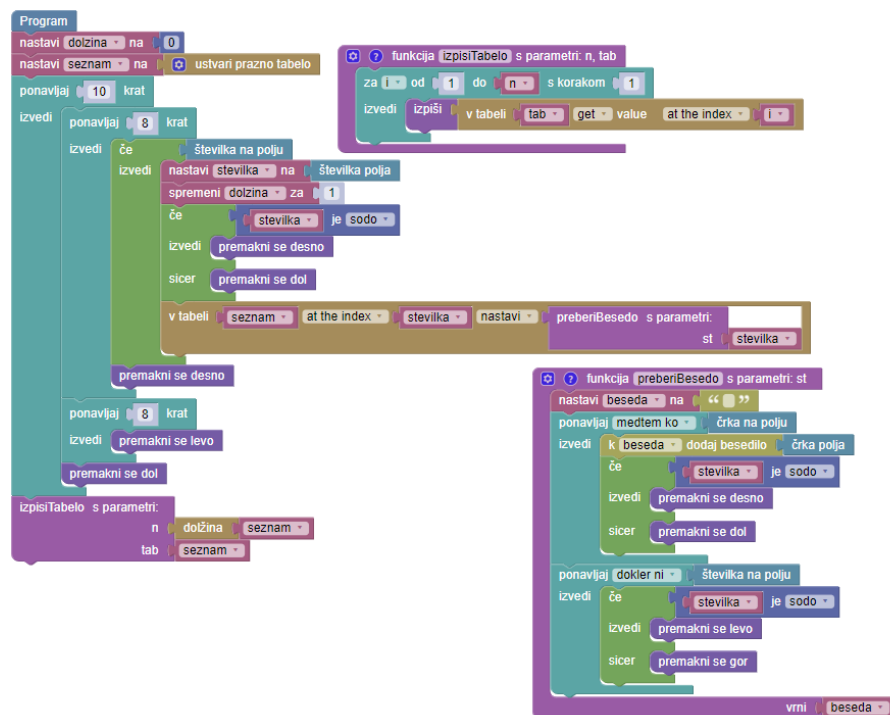 Program
nastavi dolzina na 0
nastavi seznam na ustvari prazno tabelo
ponavljaj 10 krat
izvedi ponavljaj 8 krat
izvedi če številka na polju
izvedi nastavi stevilka na številka polja
spremeni dolzina za 1
če stevilka je sodo
izvedi premakni se desno
sicer premakni se dol
v tabeli seznam at the index stevilka nastavi preberiBesedo s parametri:
st stevilka
premakni se desno
ponavljaj 8 krat
izvedi premakni se levo
premakni se dol
izpisiTabelo s parametri:
n dolžina seznam
tab seznam
? funkcija izpisiTabelo s parametri: n, tab
za i od 1 do n s korakom 1
izvedi izpiši v tabeli tab get value at the index i
? funkcija preberiBesedo s parametri: st
nastavi beseda na “ ”
ponavljaj medtem ko črka na polju
izvedi k beseda dodaj besedilo črka polja
če stevilka je sodo
izvedi premakni se desno
sicer premakni se dol
ponavljaj dokler ni številka na polju
izvedi če stevilka je sodo
izvedi premakni se levo
sicer premakni se gor
vrni beseda